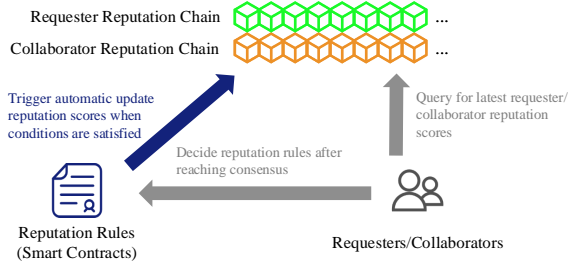 Requester Reputation Chain ...
Collaborator Reputation Chain ...
Trigger automatic update
reputation scores when
conditions are satisfied
Query for latest requester/
collaborator reputation
scores
Decide reputation rules after
reaching consensus
Reputation Rules
(Smart Contracts)
Requesters/Collaborators